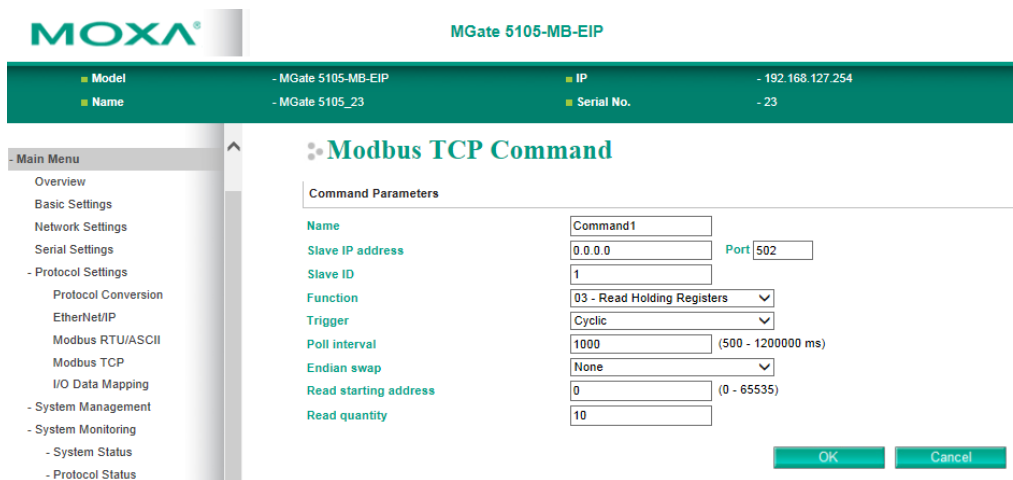 MOXA®
MGate 5105-MB-EIP
Model - MGate 5105-MB-EIP IP - 192.168.127.254
Name - MGate 5105_23 Serial No. - 23
- Main Menu
Overview
Basic Settings
Network Settings
Serial Settings
- Protocol Settings
Protocol Conversion
EtherNet/IP
Modbus RTU/ASCII
Modbus TCP
I/O Data Mapping
- System Management
- System Monitoring
- System Status
- Protocol Status
Modbus TCP Command
Command Parameters
Name Command1
Slave IP address 0.0.0.0 Port 502
Slave ID 1
Function 03 - Read Holding Registers
Trigger Cyclic
Poll interval 1000 (500 - 1200000 ms)
Endian swap None
Read starting address 0 (0 - 65535)
Read quantity 10
OK Cancel